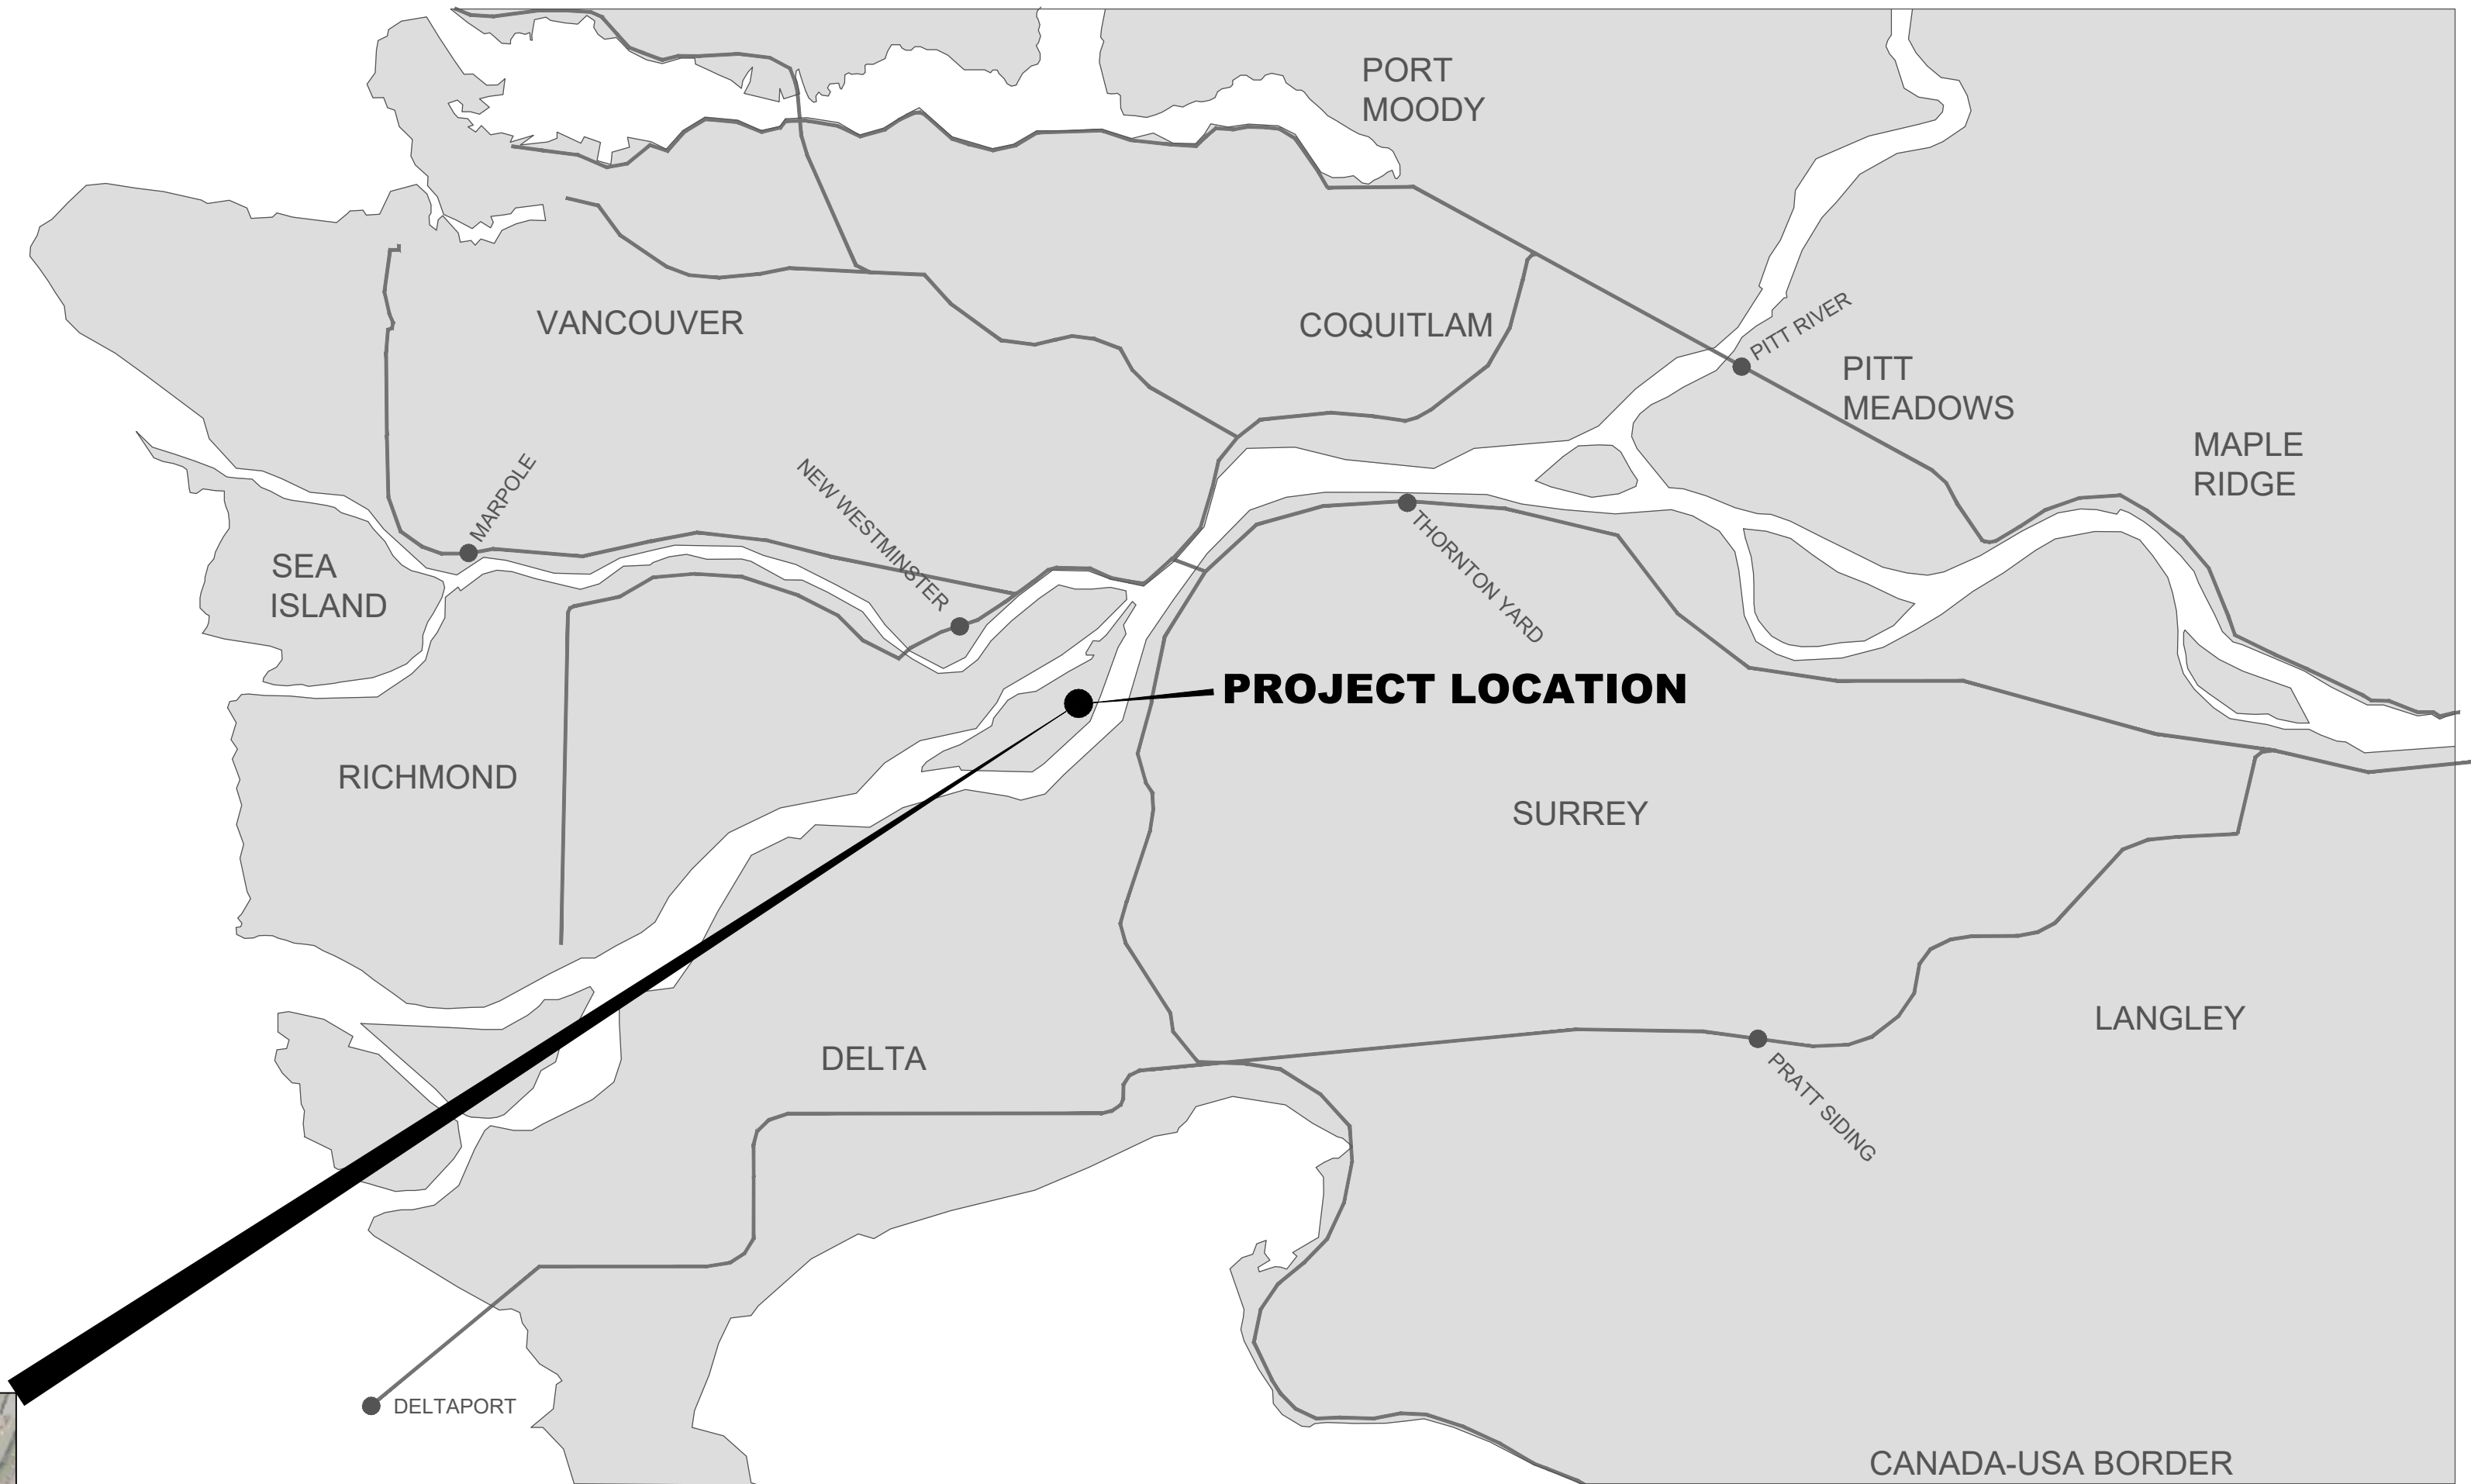 PORT
MOODY
VANCOUVER
COQUITLAM
PITT RIVER
PITT
MEADOWS
MAPLE
RIDGE
MARPOLE
NEW WESTMINSTER
THORNTON YARD
SEA
ISLAND
PROJECT LOCATION
RICHMOND
SURREY
LANGLEY
DELTA
PRATT SIDING
DELTAPORT
CANADA-USA BORDER